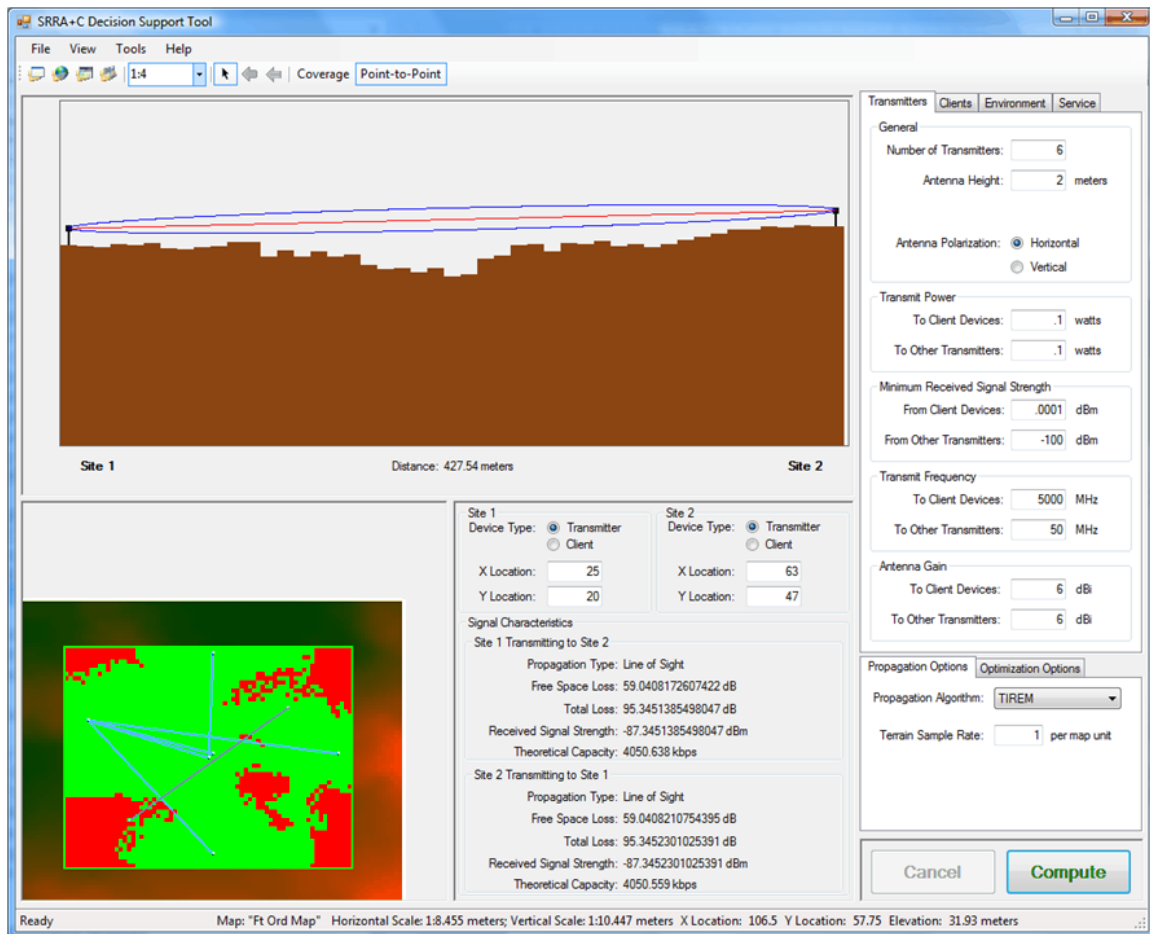 SRRA+C Decision Support Tool
File View Tools Help
1:4 Coverage Point-to-Point
Site 1 Distance: 427.54 meters Site 2
Site 1
Device Type: Transmitter
Client
X Location: 25
Y Location: 20
Site 2
Device Type: Transmitter
Client
X Location: 63
Y Location: 47
Signal Characteristics
Site 1 Transmitting to Site 2
Propagation Type: Line of Sight
Free Space Loss: 59.0408172607422 dB
Total Loss: 95.3451385498047 dB
Received Signal Strength: -87.3451385498047 dBm
Theoretical Capacity: 4050.638 kbps
Site 2 Transmitting to Site 1
Propagation Type: Line of Sight
Free Space Loss: 59.0408210754395 dB
Total Loss: 95.3452301025391 dB
Received Signal Strength: -87.3452301025391 dBm
Theoretical Capacity: 4050.559 kbps
Transmitters Clients Environment Service
General
Number of Transmitters: 6
Antenna Height: 2 meters
Antenna Polarization: Horizontal
Vertical
Transmit Power
To Client Devices: .1 watts
To Other Transmitters: .1 watts
Minimum Received Signal Strength
From Client Devices: .0001 dBm
From Other Transmitters: -100 dBm
Transmit Frequency
To Client Devices: 5000 MHz
To Other Transmitters: 50 MHz
Antenna Gain
To Client Devices: 6 dBi
To Other Transmitters: 6 dBi
Propagation Options Optimization Options
Propagation Algorithm: TIREM
Terrain Sample Rate: 1 per map unit
Cancel Compute
Ready Map: "Ft Ord Map" Horizontal Scale: 1:8.455 meters; Vertical Scale: 1:10.447 meters X Location: 106.5 Y Location: 57.75 Elevation: 31.93 meters